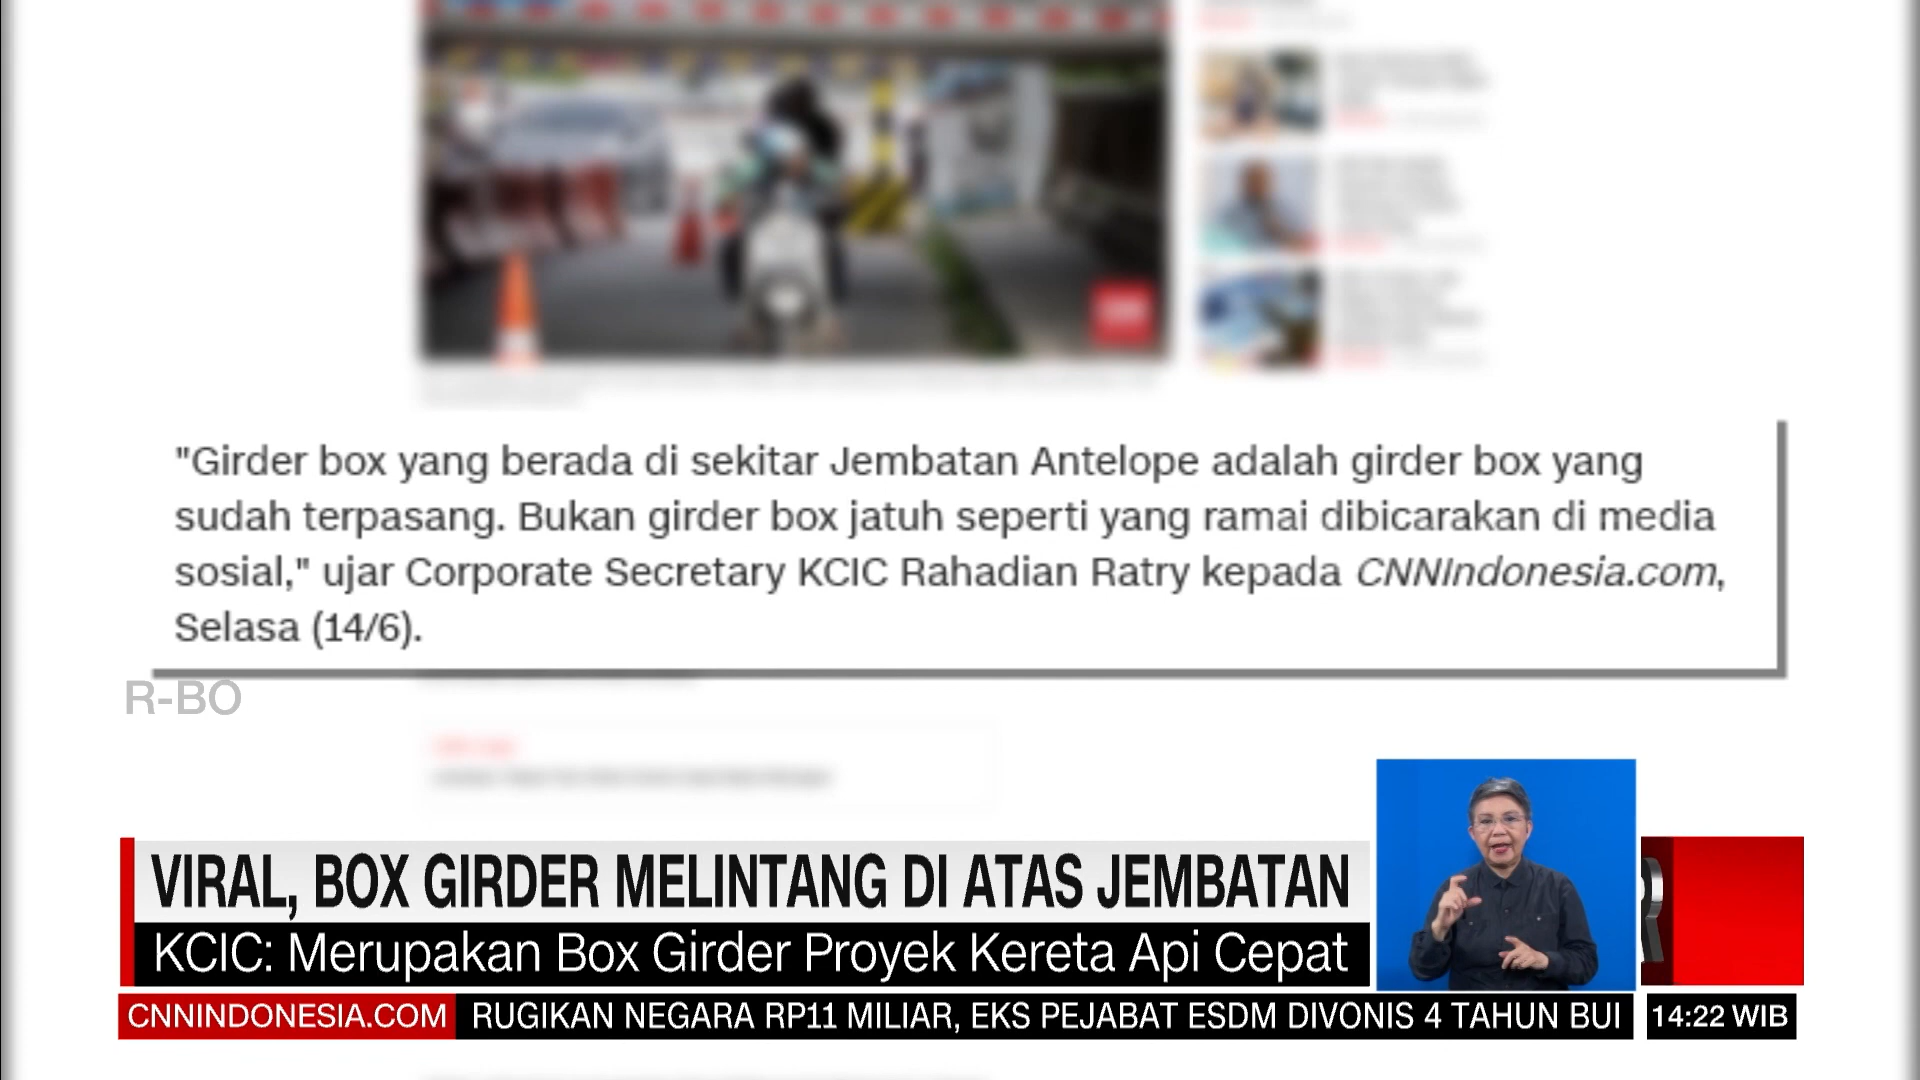 "Girder box yang berada di sekitar Jembatan Antelope adalah girder box yang
sudah terpasang. Bukan girder box jatuh seperti yang ramai dibicarakan di media
sosial," ujar Corporate Secretary KCIC Rahadian Ratry kepada CNNIndonesia.com,
Selasa (14/6).
R-BO
VIRAL, BOX GIRDER MELINTANG DI ATAS JEMBATAN
KCIC: Merupakan Box Girder Proyek Kereta Api Cepat
R
CNNINDONESIA.COM RUGIKAN NEGARA RP11 MILIAR, EKS PEJABAT ESDM DIVONIS 4 TAHUN BUI 14:22 WIB